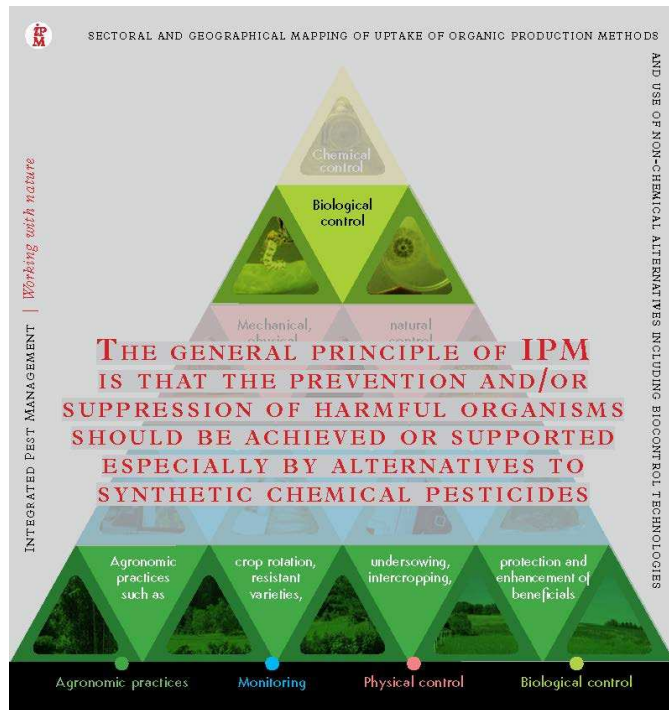 IPM
SECTORAL AND GEOGRAPHICAL MAPPING OF UPTAKE OF ORGANIC PRODUCTION METHODS
AND USE OF NON-CHEMICAL ALTERNATIVES INCLUDING BIOCONTROL TECHNOLOGIES
INTEGRATED PEST MANAGEMENT | Working with nature
Chemical
control
Biological
control
Mechanical,
physical
natural
control
THE GENERAL PRINCIPLE OF IPM
IS THAT THE PREVENTION AND/OR
SUPPRESSION OF HARMFUL ORGANISMS
SHOULD BE ACHIEVED OR SUPPORTED
ESPECIALLY BY ALTERNATIVES TO
SYNTHETIC CHEMICAL PESTICIDES
Agronomic
practices
such as
crop rotation,
resistant
varieties,
undersowing,
intercropping,
protection and
enhancement of
beneficials
Agronomic practices
Monitoring
Physical control
Biological control